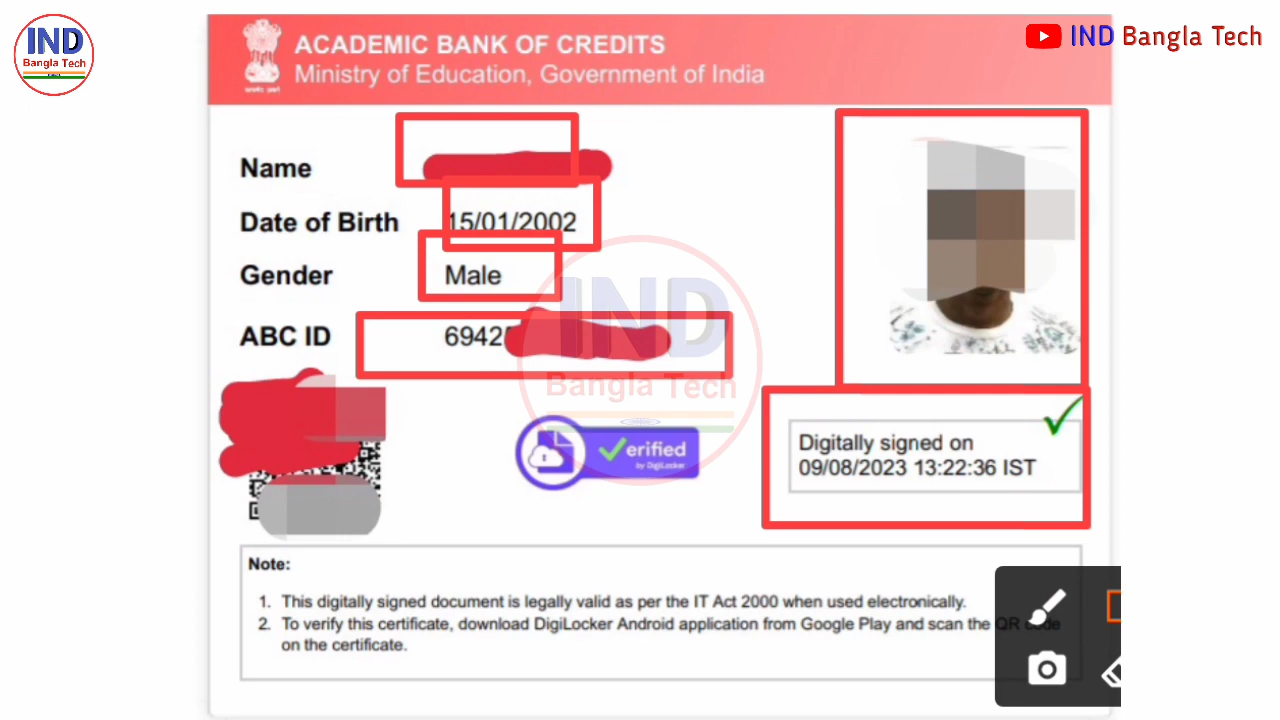 IND
Bangla Tech
IND Bangla Tech
ACADEMIC BANK OF CREDITS
Ministry of Education, Government of India
Name
Date of Birth 15/01/2002
Gender Male
ABC ID 6942
IND
Bangla Tech
erified
by DigiLocker
Digitally signed on
09/08/2023 13:22:36 IST
Note:
1. This digitally signed document is legally valid as per the IT Act 2000 when used electronically.
2. To verify this certificate, download DigiLocker Android application from Google Play and scan the QR code
on the certificate.